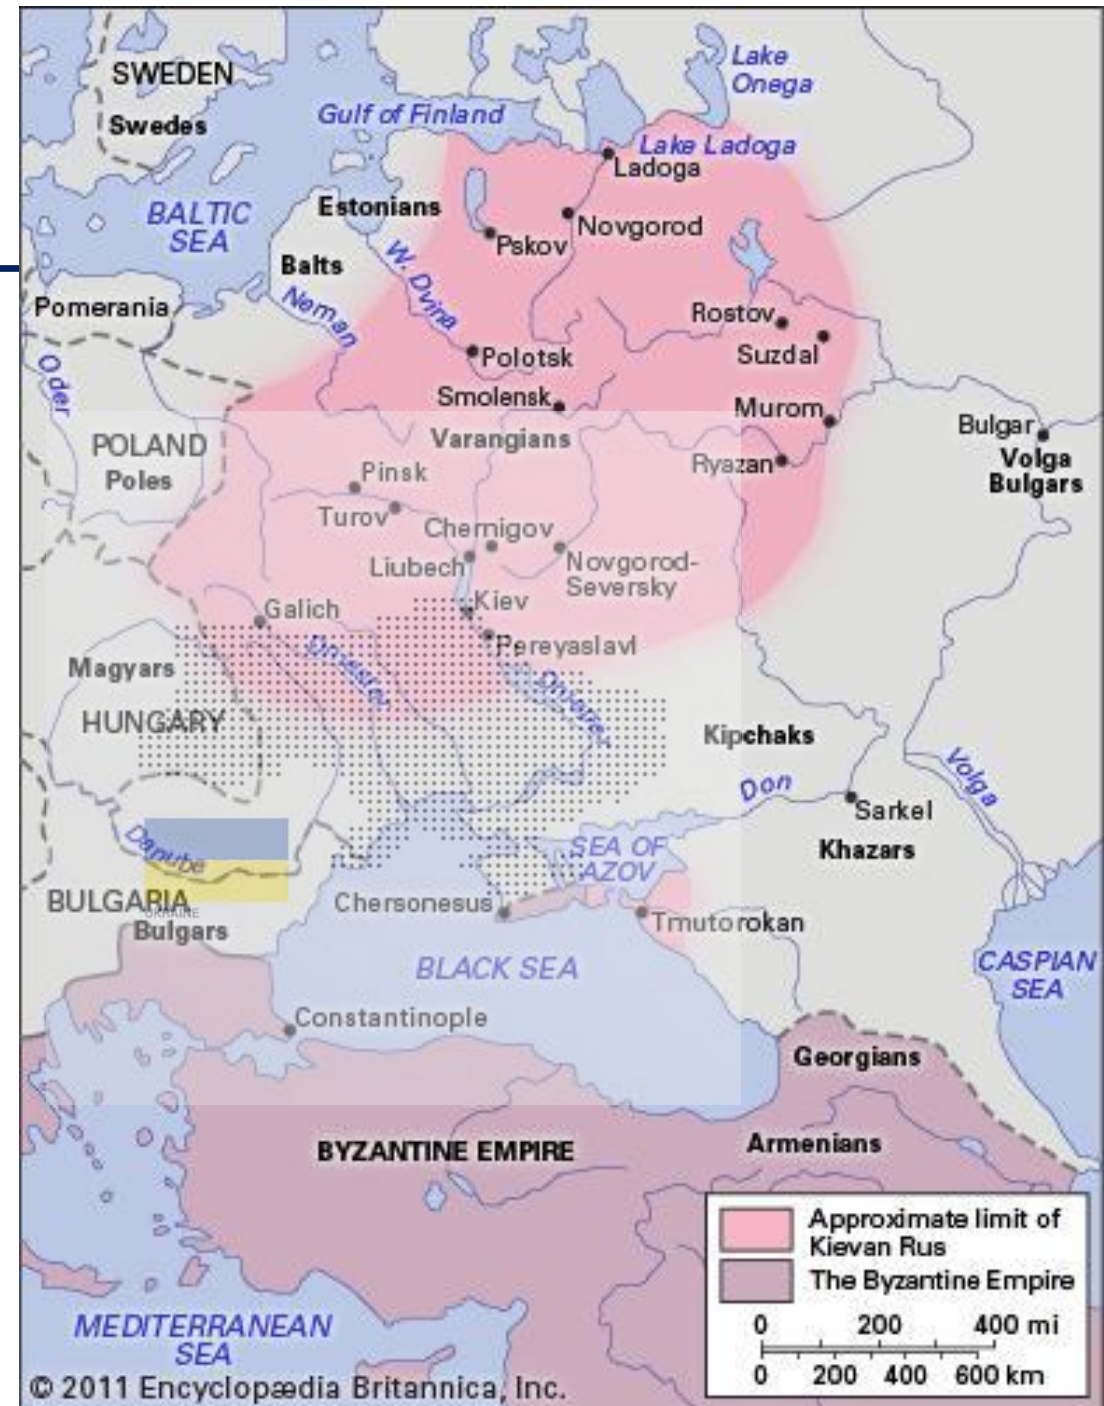 SWEDEN
Swedes
Lake
Onega
Gulf of Finland
Lake Ladoga
Ladoga
Estonians
BALTIC
SEA
Novgorod
Pskov
Balts
W. Dvina
Neman
Pomerania
Rostov
Suzdal
Oder
Polotsk
Smolensk
Murom
Bulgar
Volga
Bulgars
POLAND
Poles
Varangians
Ryazan
Pinsk
Turov
Chernigov
Liubech
Novgorod-
Seversky
Galich
Kiev
Pereyaslavl
Dniester
Dnieper
Magyars
HUNGARY
Kipchaks
Don
Volga
Sarkel
Khazars
Danube
SEA OF
AZOV
BULGARIA
UKRAINE
Bulgars
Chersonesus
Tmutorokan
BLACK SEA
CASPIAN
SEA
Constantinople
Georgians
BYZANTINE EMPIRE
Armenians
Approximate limit of
Kievan Rus
The Byzantine Empire
0 200 400 mi
0 200 400 600 km
MEDITERRANEAN
SEA
© 2011 Encyclopædia Britannica, Inc.